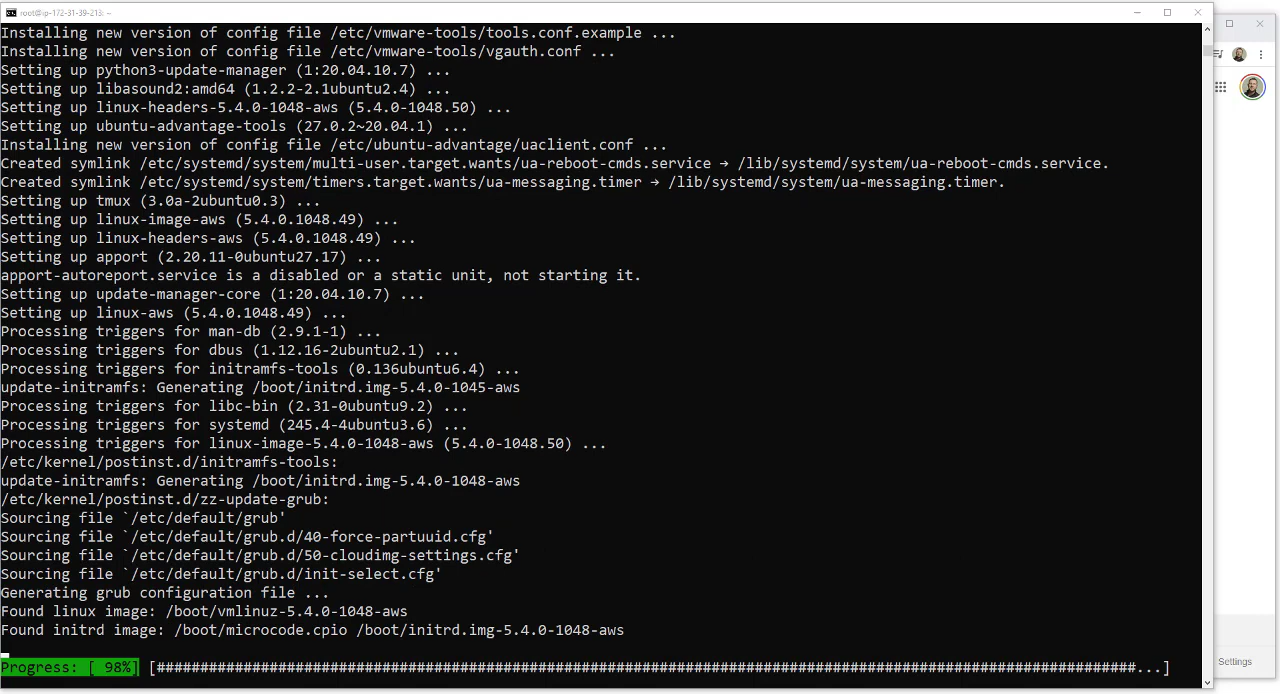 root@ip-172-31-39-213: ~
Installing new version of config file /etc/vmware-tools/tools.conf.example ...
Installing new version of config file /etc/vmware-tools/vgauth.conf ...
Setting up python3-update-manager (1:20.04.10.7) ...
Setting up libasound2:amd64 (1.2.2-2.1ubuntu2.4) ...
Setting up linux-headers-5.4.0-1048-aws (5.4.0-1048.50) ...
Setting up ubuntu-advantage-tools (27.0.2~20.04.1) ...
Installing new version of config file /etc/ubuntu-advantage/uaclient.conf ...
Created symlink /etc/systemd/system/multi-user.target.wants/ua-reboot-cmds.service → /lib/systemd/system/ua-reboot-cmds.service.
Created symlink /etc/systemd/system/timers.target.wants/ua-messaging.timer → /lib/systemd/system/ua-messaging.timer.
Setting up tmux (3.0a-2ubuntu0.3) ...
Setting up linux-image-aws (5.4.0.1048.49) ...
Setting up linux-headers-aws (5.4.0.1048.49) ...
Setting up apport (2.20.11-0ubuntu27.17) ...
apport-autoreport.service is a disabled or a static unit, not starting it.
Setting up update-manager-core (1:20.04.10.7) ...
Setting up linux-aws (5.4.0.1048.49) ...
Processing triggers for man-db (2.9.1-1) ...
Processing triggers for dbus (1.12.16-2ubuntu2.1) ...
Processing triggers for initramfs-tools (0.136ubuntu6.4) ...
update-initramfs: Generating /boot/initrd.img-5.4.0-1045-aws
Processing triggers for libc-bin (2.31-0ubuntu9.2) ...
Processing triggers for systemd (245.4-4ubuntu3.6) ...
Processing triggers for linux-image-5.4.0-1048-aws (5.4.0-1048.50) ...
/etc/kernel/postinst.d/initramfs-tools:
update-initramfs: Generating /boot/initrd.img-5.4.0-1048-aws
/etc/kernel/postinst.d/zz-update-grub:
Sourcing file `/etc/default/grub'
Sourcing file `/etc/default/grub.d/40-force-partuuid.cfg'
Sourcing file `/etc/default/grub.d/50-cloudimg-settings.cfg'
Sourcing file `/etc/default/grub.d/init-select.cfg'
Generating grub configuration file ...
Found linux image: /boot/vmlinuz-5.4.0-1048-aws
Found initrd image: /boot/microcode.cpio /boot/initrd.img-5.4.0-1048-aws
Progress: [ 98%] [##################################################################################################################...]
Settings